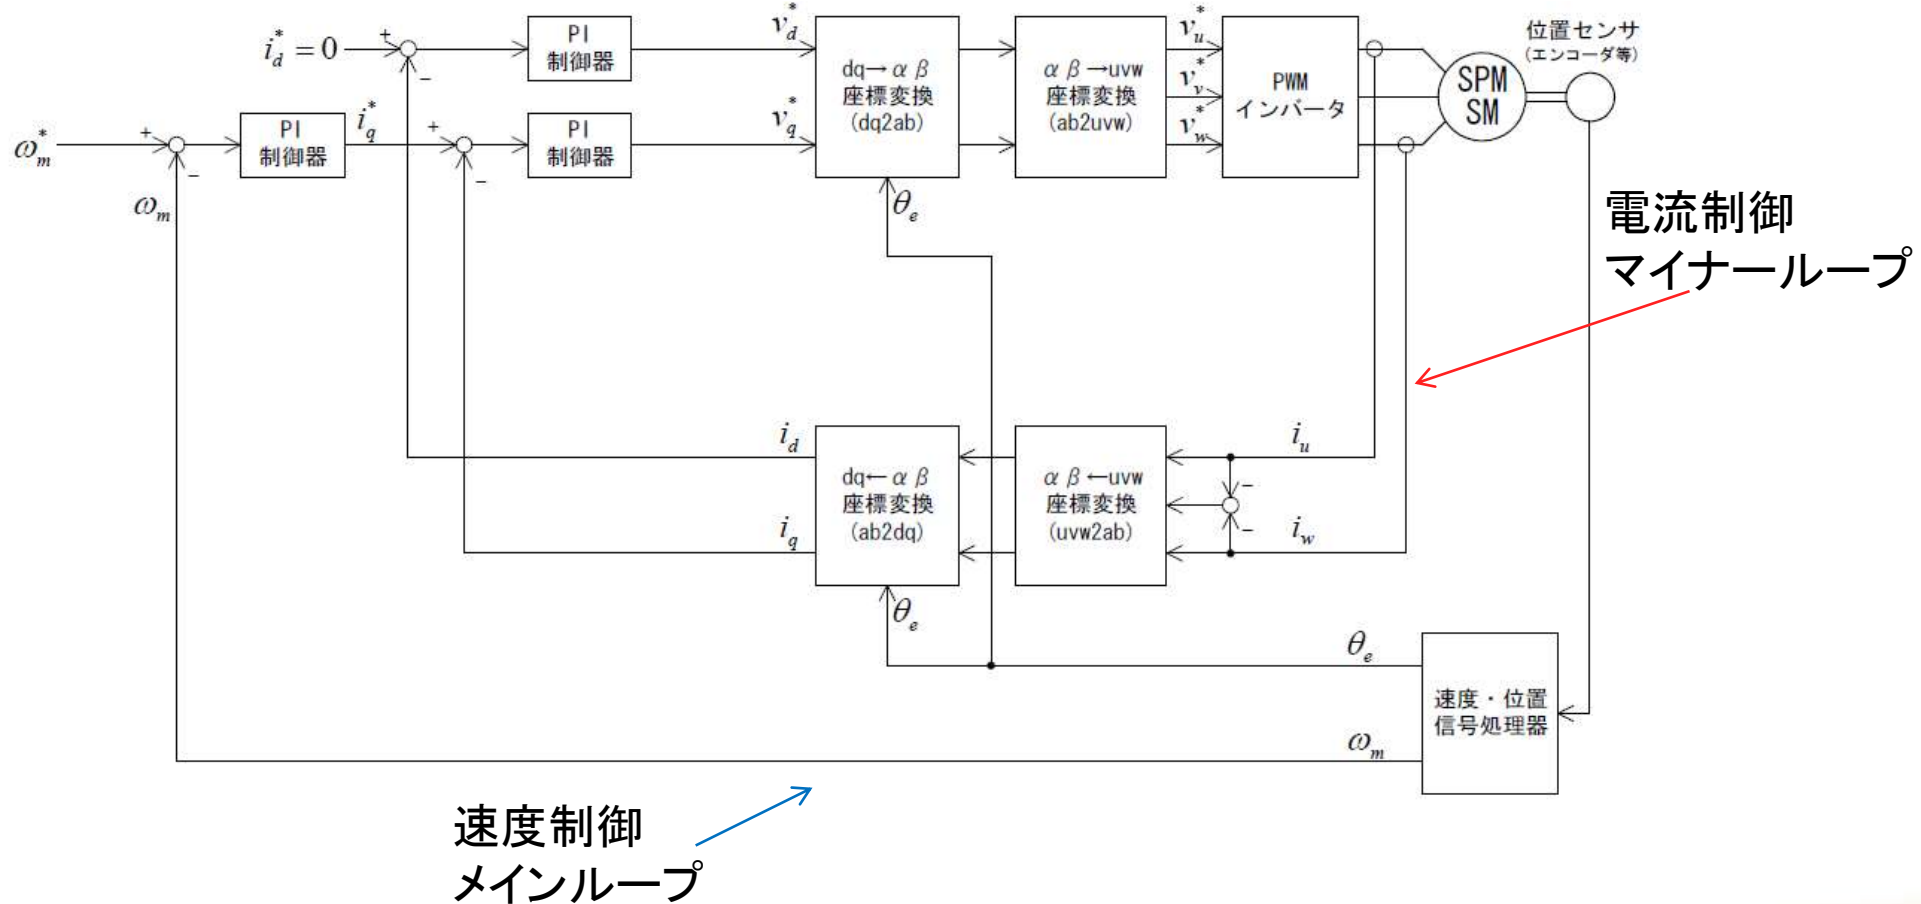 i_d^* = 0
+
−
PI
制御器
v_d^*
dq→αβ
座標変換
(dq2ab)
αβ→uvw
座標変換
(ab2uvw)
v_u^*
v_v^*
v_w^*
PWM
インバータ
SPM
SM
位置センサ
(エンコーダ等)
ω_m^*
+
−
ω_m
PI
制御器
i_q^*
+
−
PI
制御器
v_q^*
θ_e
電流制御
マイナーループ
i_d
i_q
dq←αβ
座標変換
(ab2dq)
αβ←uvw
座標変換
(uvw2ab)
i_u
−
−
i_w
θ_e
θ_e
ω_m
速度・位置
信号処理器
速度制御
メインループ